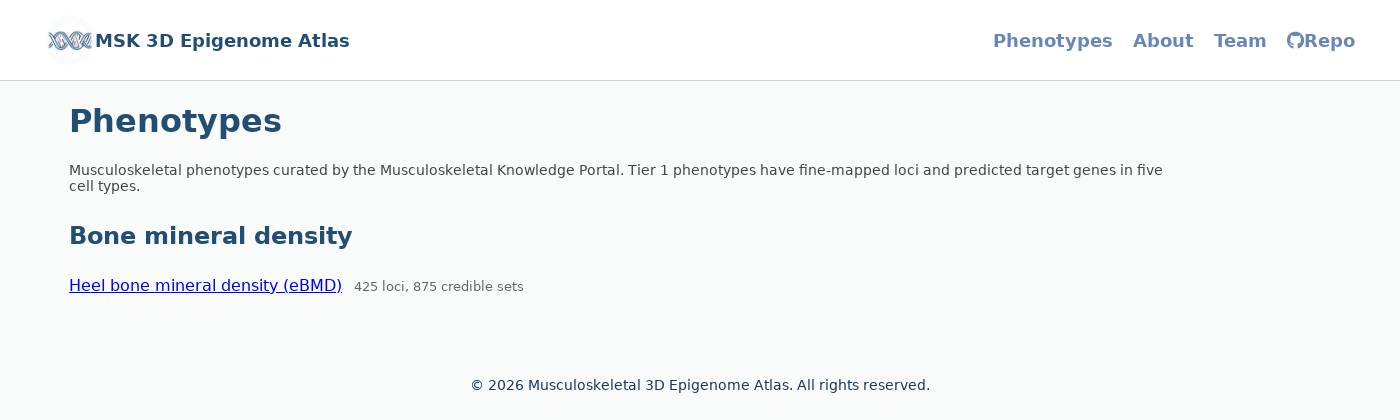 MSK 3D Epigenome Atlas
Phenotypes About Team Repo
Phenotypes
Musculoskeletal phenotypes curated by the Musculoskeletal Knowledge Portal. Tier 1 phenotypes have fine-mapped loci and predicted target genes in five
cell types.
Bone mineral density
Heel bone mineral density (eBMD) 425 loci, 875 credible sets
© 2026 Musculoskeletal 3D Epigenome Atlas. All rights reserved.